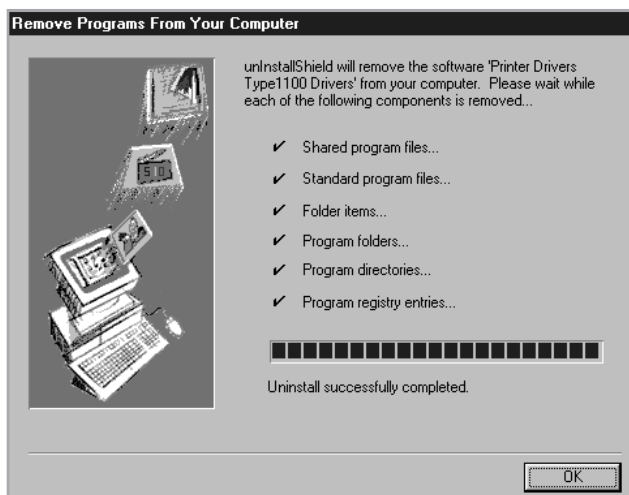 Remove Programs From Your Computer
unInstallShield will remove the software 'Printer Drivers
Type1100 Drivers' from your computer. Please wait while
each of the following components is removed...
Shared program files...
Standard program files...
Folder items...
Program folders...
Program directories...
Program registry entries...
Uninstall successfully completed.
OK